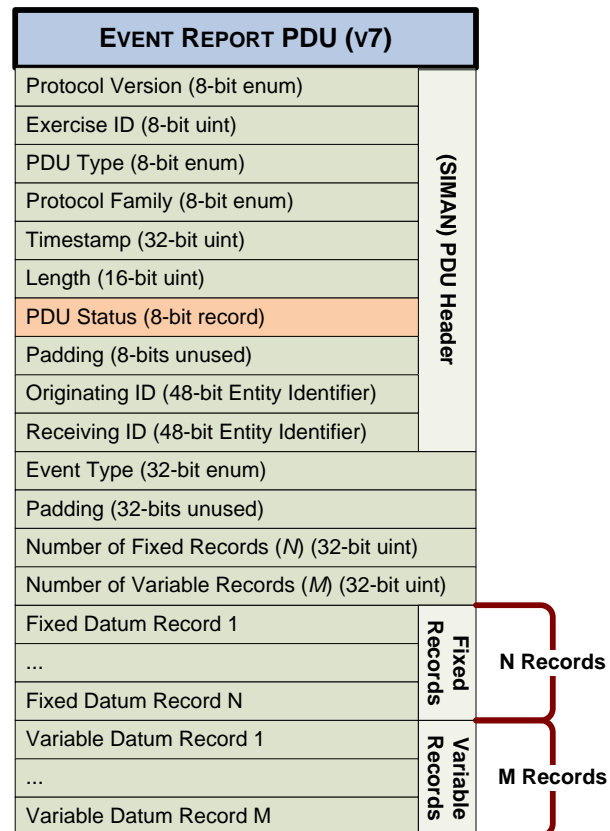 EVENT REPORT PDU (V7)
Protocol Version (8-bit enum)
Exercise ID (8-bit uint)
PDU Type (8-bit enum)
Protocol Family (8-bit enum)
Timestamp (32-bit uint)
Length (16-bit uint)
PDU Status (8-bit record)
Padding (8-bits unused)
Originating ID (48-bit Entity Identifier)
Receiving ID (48-bit Entity Identifier)
(SIMAN) PDU Header
Event Type (32-bit enum)
Padding (32-bits unused)
Number of Fixed Records (N) (32-bit uint)
Number of Variable Records (M) (32-bit uint)
Fixed Datum Record 1
...
Fixed Datum Record N
Fixed
Records
N Records
Variable Datum Record 1
...
Variable Datum Record M
Variable
Records
M Records